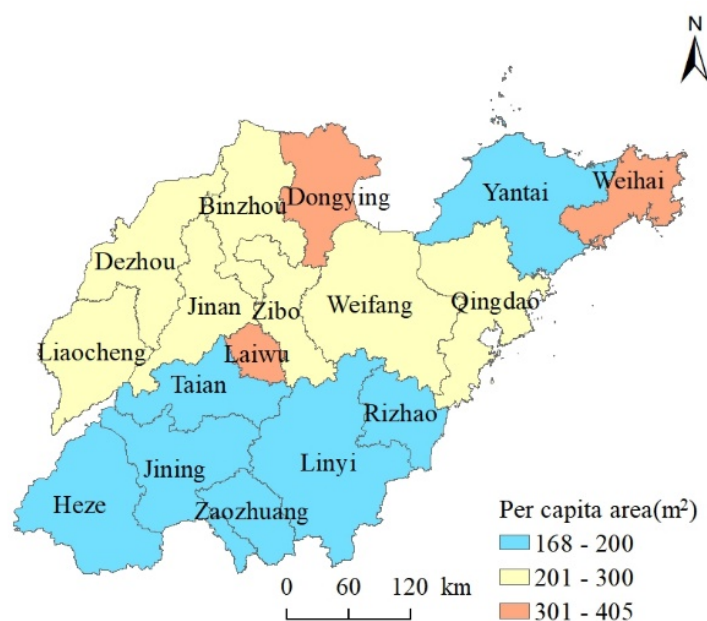 N
Yantai
Weihai
Binzhou
Dongying
Dezhou
Jinan
Zibo
Weifang
Qingdao
Liaocheng
Laiwu
Taian
Rizhao
Jining
Linyi
Heze
Zaozhuang
Per capita area(m²)
168 - 200
201 - 300
301 - 405
0 60 120 km